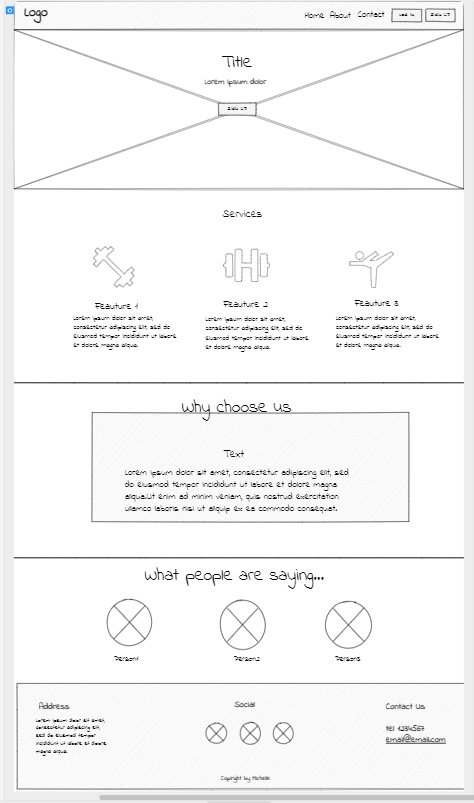 Logo
Home About Contact Log In Sign Up
Title
Lorem ipsum dolor
Sign Up
Services
Feauture 1
Lorem ipsum dolor sit amet,
consectetur adipiscing elit, sed do
eiusmod tempor incididunt ut labore
et dolore magna aliqua.
Feauture 2
Lorem ipsum dolor sit amet,
consectetur adipiscing elit, sed do
eiusmod tempor incididunt ut labore
et dolore magna aliqua.
Feauture 3
Lorem ipsum dolor sit amet,
consectetur adipiscing elit, sed do
eiusmod tempor incididunt ut labore
et dolore magna aliqua.
Why choose us
Text
Lorem ipsum dolor sit amet, consectetur adipiscing elit, sed
do eiusmod tempor incididunt ut labore et dolore magna
aliqua.Ut enim ad minim veniam, quis nostrud exercitation
ullamco laboris nisi ut aliquip ex ea commodo consequat.
What people are saying...
Person1
Person2
Person3
Address
Lorem ipsum dolor sit amet,
consectetur adipiscing elit,
sed do eiusmod tempor
incididunt ut labore et dolore
magna aliqua.
Social
Contact Us
tel 1234567
email@email.com
Copyright by Michelle